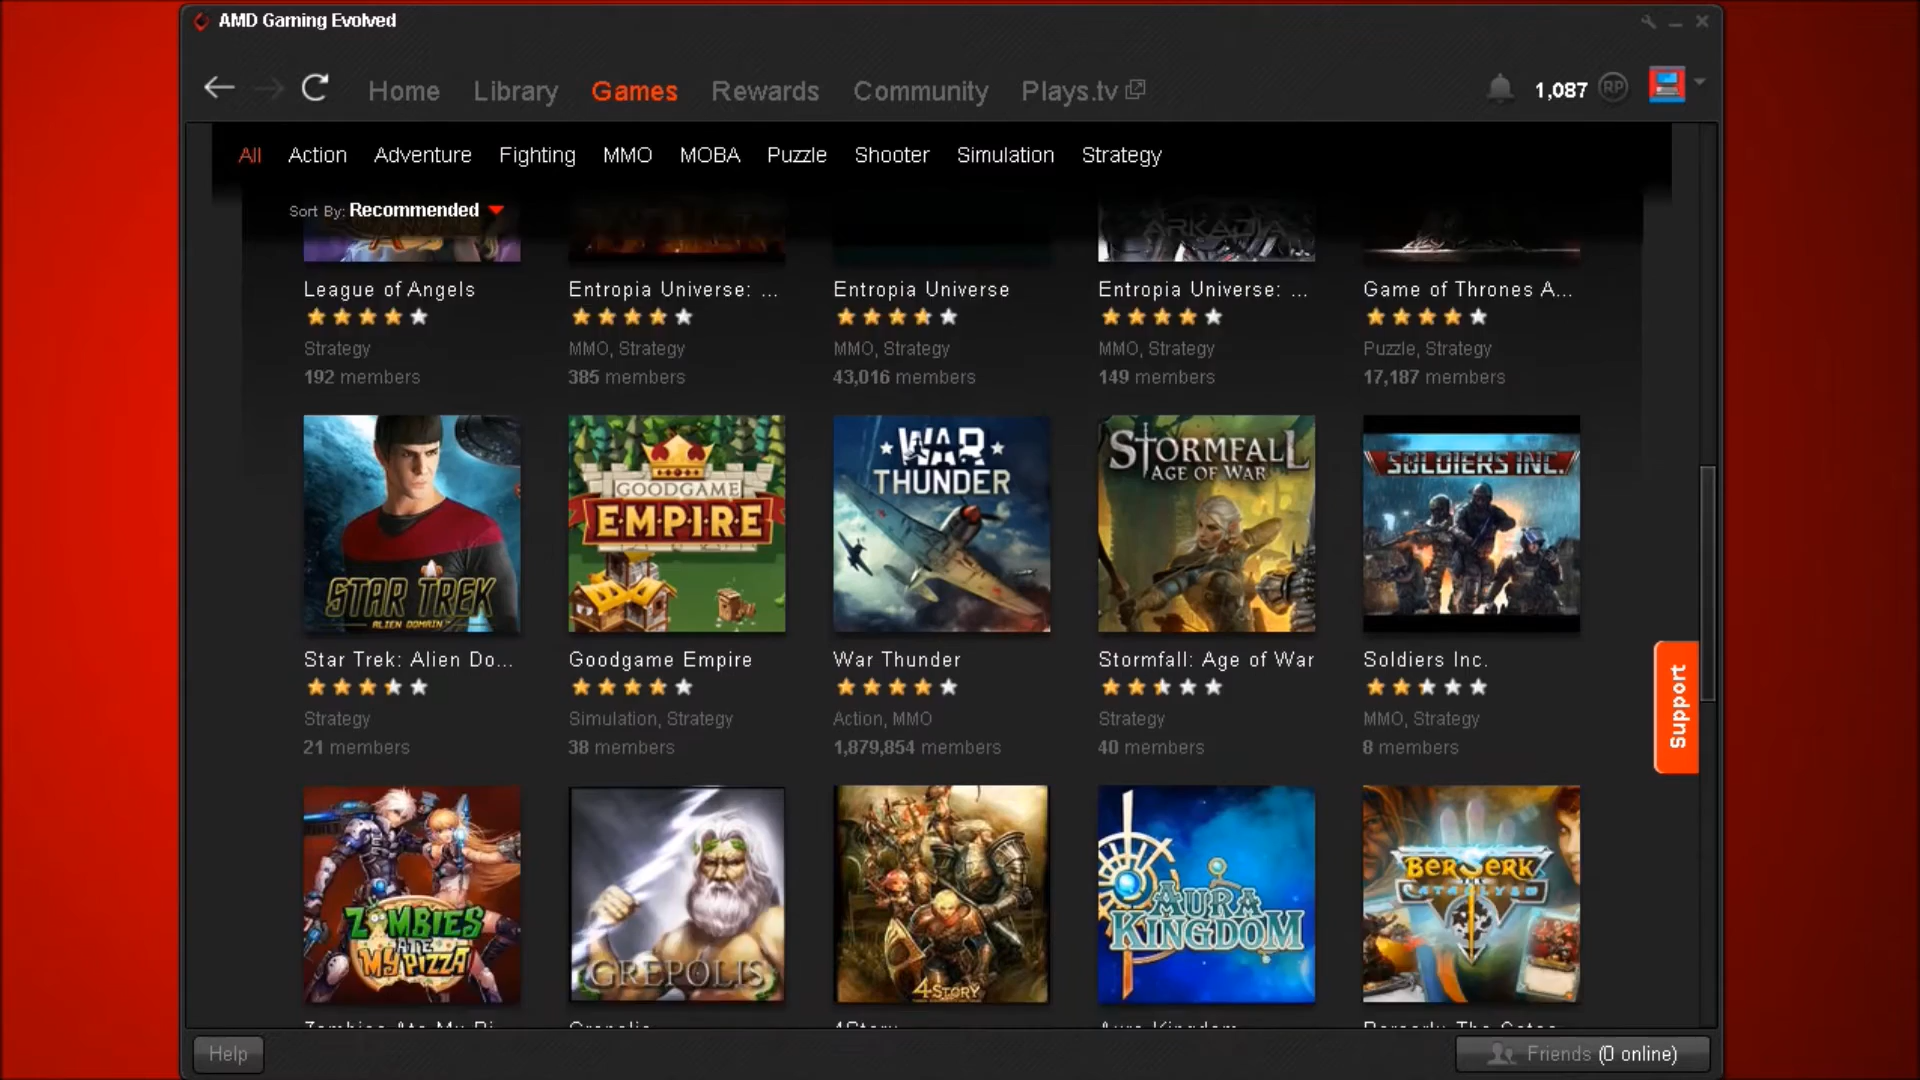 AMD Gaming Evolved
Home Library Games Rewards Community Plays.tv 1,087 RP
All Action Adventure Fighting MMO MOBA Puzzle Shooter Simulation Strategy
Sort By: Recommended
ARKADIA
League of Angels Entropia Universe: ... Entropia Universe Entropia Universe: ... Game of Thrones A...
Strategy MMO, Strategy MMO, Strategy MMO, Strategy Puzzle, Strategy
192 members 385 members 43,016 members 149 members 17,187 members
STAR TREK
ALIEN DOMAIN
GOODGAME
EMPIRE
WAR
THUNDER
STORMFALL
AGE OF WAR
SOLDIERS INC.
Star Trek: Alien Do... Goodgame Empire War Thunder Stormfall: Age of War Soldiers Inc.
Strategy Simulation, Strategy Action, MMO Strategy MMO, Strategy
21 members 38 members 1,879,854 members 40 members 8 members
Support
ZOMBIES
ATE
MY PIZZA
GREPOLIS
4STORY
AURA
KINGDOM
BERSERK
CATACLYSM
Help
Friends (0 online)